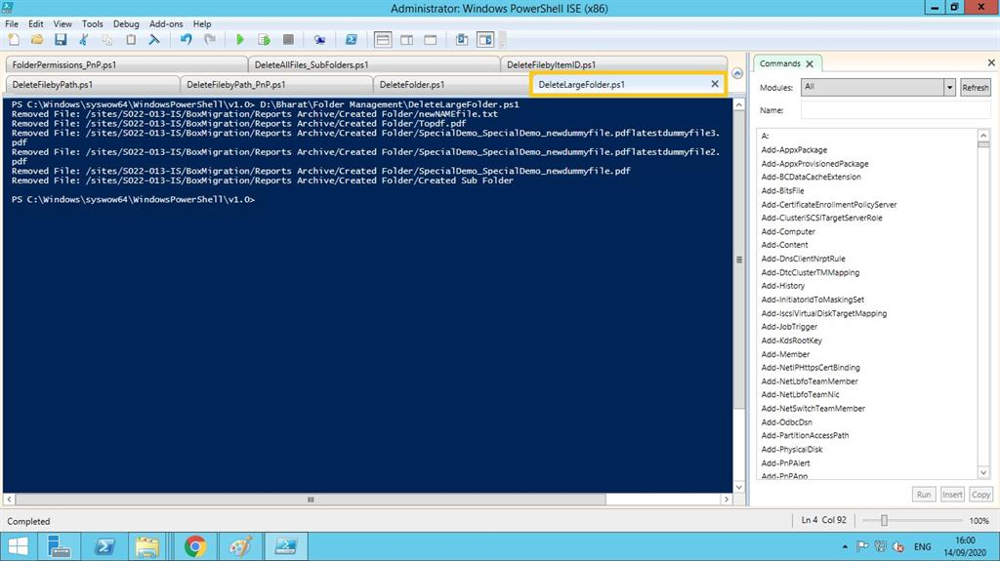 Administrator: Windows PowerShell ISE (x86)
File Edit View Tools Debug Add-ons Help
FolderPermissions_PnP.ps1 DeleteAllFiles_SubFolders.ps1 DeleteFilebyItemID.ps1
DeleteFilebyPath.ps1 DeleteFilebyPath_PnP.ps1 DeleteFolder.ps1 DeleteLargeFolder.ps1
PS C:\Windows\syswow64\WindowsPowerShell\v1.0> D:\Bharat\Folder Management\DeleteLargeFolder.ps1
Removed File: /sites/S022-013-IS/BoxMigration/Reports Archive/Created Folder/newNAMEfile.txt
Removed File: /sites/S022-013-IS/BoxMigration/Reports Archive/Created Folder/Topdf.pdf
Removed File: /sites/S022-013-IS/BoxMigration/Reports Archive/Created Folder/SpecialDemo_SpecialDemo_newdummyfile.pdflatestdummyfile3.
pdf
Removed File: /sites/S022-013-IS/BoxMigration/Reports Archive/Created Folder/SpecialDemo_SpecialDemo_newdummyfile.pdflatestdummyfile2.
pdf
Removed File: /sites/S022-013-IS/BoxMigration/Reports Archive/Created Folder/SpecialDemo_SpecialDemo_newdummyfile.pdf
Removed File: /sites/S022-013-IS/BoxMigration/Reports Archive/Created Folder/Created Sub Folder
PS C:\Windows\syswow64\WindowsPowerShell\v1.0>
Commands
Modules: All Refresh
Name:
A:
Add-AppxPackage
Add-AppxProvisionedPackage
Add-BCDataCacheExtension
Add-BitsFile
Add-CertificateEnrollmentPolicyServer
Add-ClusteriSCSITargetServerRole
Add-Computer
Add-Content
Add-DnsClientNrptRule
Add-DtcClusterTMMapping
Add-History
Add-InitiatorIdToMaskingSet
Add-IscsiVirtualDiskTargetMapping
Add-JobTrigger
Add-KdsRootKey
Add-Member
Add-NetIPHttpsCertBinding
Add-NetLbfoTeamMember
Add-NetLbfoTeamNic
Add-NetSwitchTeamMember
Add-OdbcDsn
Add-PartitionAccessPath
Add-PhysicalDisk
Add-PnPAlert
Add-PnPApp
Run Insert Copy
Completed
Ln 4 Col 92
100%
ENG
16:00
14/09/2020